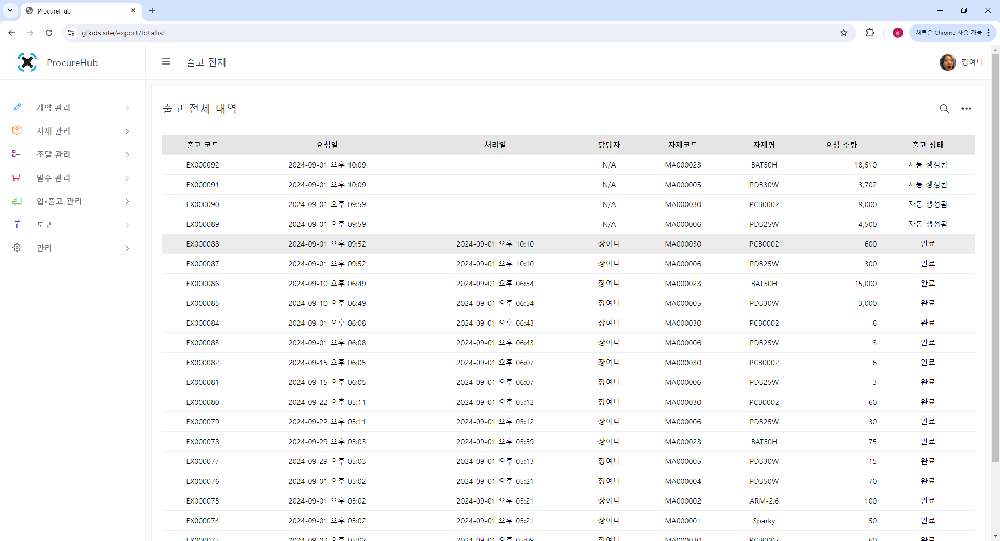 ProcureHub
glkids.site/export/totallist
새로운 Chrome 사용 가능
ProcureHub
출고 전체
장여니
계약 관리
자재 관리
조달 관리
발주 관리
입•출고 관리
도구
관리
출고 전체 내역
출고 코드 요청일 처리일 담당자 자재코드 자재명 요청 수량 출고 상태
EX000092 2024-09-01 오후 10:09 N/A MA000023 BAT50H 18,510 자동 생성됨
EX000091 2024-09-01 오후 10:09 N/A MA000005 PDB30W 3,702 자동 생성됨
EX000090 2024-09-01 오후 09:59 N/A MA000030 PCB0002 9,000 자동 생성됨
EX000089 2024-09-01 오후 09:59 N/A MA000006 PDB25W 4,500 자동 생성됨
EX000088 2024-09-01 오후 09:52 2024-09-01 오후 10:10 장여니 MA000030 PCB0002 600 완료
EX000087 2024-09-01 오후 09:52 2024-09-01 오후 10:10 장여니 MA000006 PDB25W 300 완료
EX000086 2024-09-10 오후 06:49 2024-09-01 오후 06:54 장여니 MA000023 BAT50H 15,000 완료
EX000085 2024-09-10 오후 06:49 2024-09-01 오후 06:54 장여니 MA000005 PDB30W 3,000 완료
EX000084 2024-09-01 오후 06:08 2024-09-01 오후 06:43 장여니 MA000030 PCB0002 6 완료
EX000083 2024-09-01 오후 06:08 2024-09-01 오후 06:43 장여니 MA000006 PDB25W 3 완료
EX000082 2024-09-15 오후 06:05 2024-09-01 오후 06:07 장여니 MA000030 PCB0002 6 완료
EX000081 2024-09-15 오후 06:05 2024-09-01 오후 06:07 장여니 MA000006 PDB25W 3 완료
EX000080 2024-09-22 오후 05:11 2024-09-01 오후 05:12 장여니 MA000030 PCB0002 60 완료
EX000079 2024-09-22 오후 05:11 2024-09-01 오후 05:12 장여니 MA000006 PDB25W 30 완료
EX000078 2024-09-29 오후 05:03 2024-09-01 오후 05:59 장여니 MA000023 BAT50H 75 완료
EX000077 2024-09-29 오후 05:03 2024-09-01 오후 05:13 장여니 MA000005 PDB30W 15 완료
EX000076 2024-09-01 오후 05:02 2024-09-01 오후 05:21 장여니 MA000004 PDB50W 70 완료
EX000075 2024-09-01 오후 05:02 2024-09-01 오후 05:21 장여니 MA000002 ARM-2.6 100 완료
EX000074 2024-09-01 오후 05:02 2024-09-01 오후 05:21 장여니 MA000001 Sparky 50 완료
EX000073 2024-09-02 오후 05:02 2024-09-01 오후 05:09 장여니 MA000030 PCB0002 60 완료